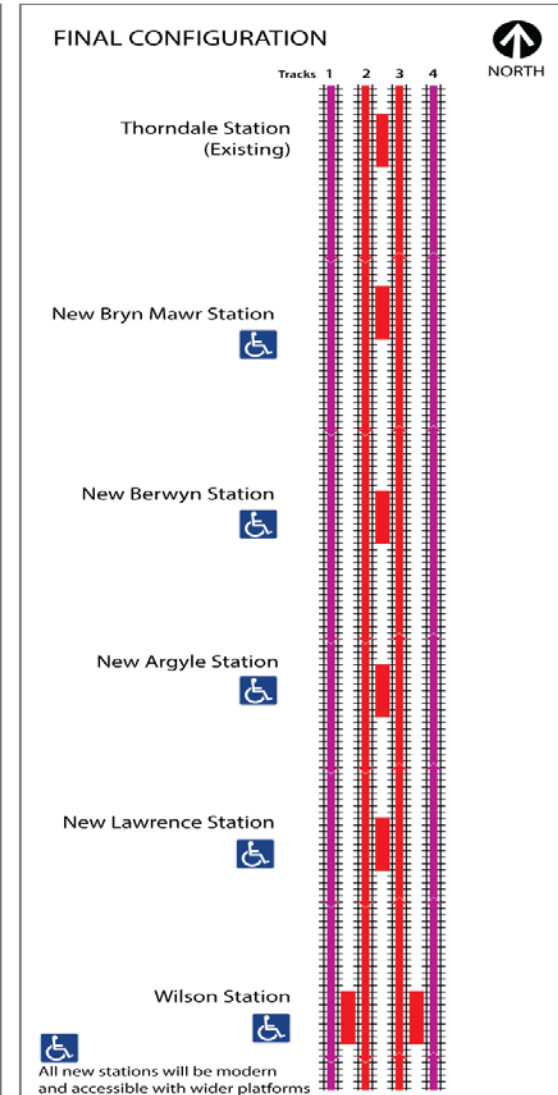 FINAL CONFIGURATION
NORTH
Tracks 1 2 3 4
Thorndale Station
(Existing)
New Bryn Mawr Station
New Berwyn Station
New Argyle Station
New Lawrence Station
Wilson Station
All new stations will be modern
and accessible with wider platforms